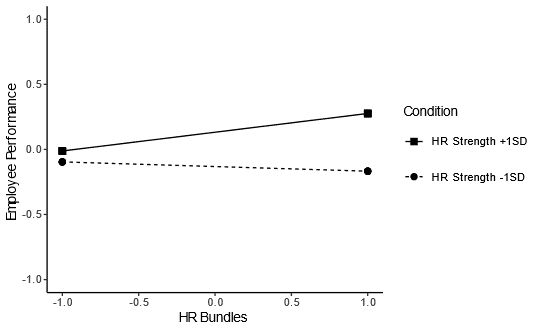 1.0
0.5
0.0
-0.5
-1.0
Employee Performance
-1.0 -0.5 0.0 0.5 1.0
HR Bundles
Condition
HR Strength +1SD
HR Strength -1SD